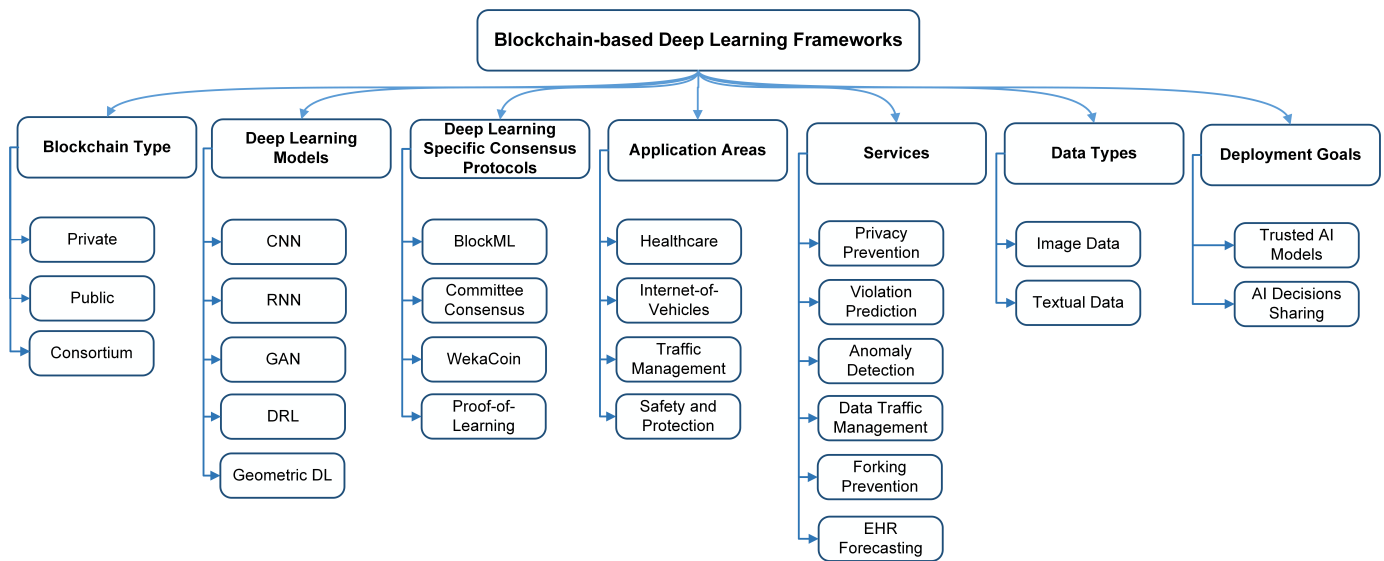 Blockchain-based Deep Learning Frameworks
Blockchain Type
Private
Public
Consortium
Deep Learning
Models
CNN
RNN
GAN
DRL
Geometric DL
Deep Learning
Specific Consensus
Protocols
BlockML
Committee
Consensus
WekaCoin
Proof-of-
Learning
Application Areas
Healthcare
Internet-of-
Vehicles
Traffic
Management
Safety and
Protection
Services
Privacy
Prevention
Violation
Prediction
Anomaly
Detection
Data Traffic
Management
Forking
Prevention
EHR
Forecasting
Data Types
Image Data
Textual Data
Deployment Goals
Trusted AI
Models
AI Decisions
Sharing